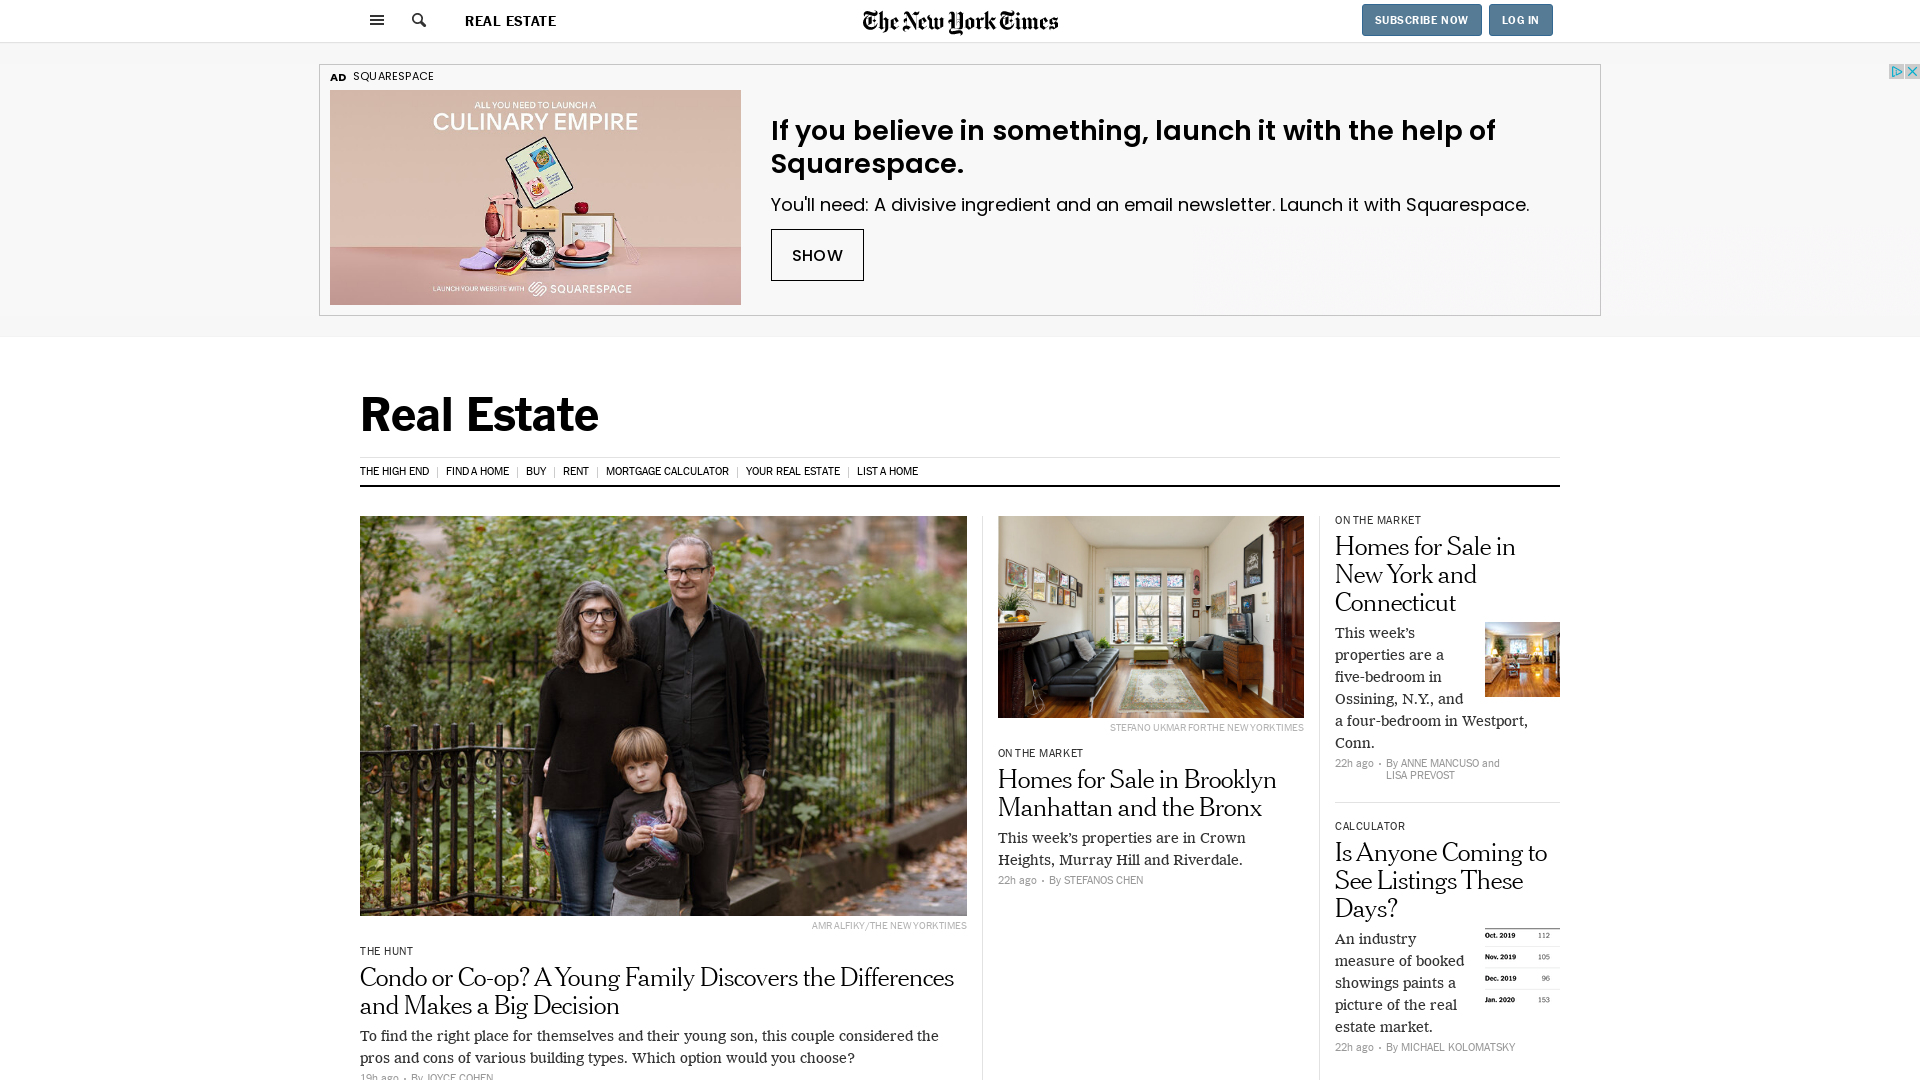 REAL ESTATE
The New York Times
SUBSCRIBE NOW
LOG IN
AD SQUARESPACE
ALL YOU NEED TO LAUNCH A
CULINARY EMPIRE
LAUNCH YOUR WEBSITE WITH SQUARESPACE
If you believe in something, launch it with the help of
Squarespace.
You'll need: A divisive ingredient and an email newsletter. Launch it with Squarespace.
SHOW
Real Estate
THE HIGH END
FIND A HOME
BUY
RENT
MORTGAGE CALCULATOR
YOUR REAL ESTATE
LIST A HOME
AMR ALFIKY/THE NEW YORK TIMES
THE HUNT
Condo or Co-op? A Young Family Discovers the Differences
and Makes a Big Decision
To find the right place for themselves and their young son, this couple considered the
pros and cons of various building types. Which option would you choose?
19h ago • By JOYCE COHEN
STEFANO UKMAR FOR THE NEW YORK TIMES
ON THE MARKET
Homes for Sale in Brooklyn
Manhattan and the Bronx
This week’s properties are in Crown
Heights, Murray Hill and Riverdale.
22h ago • By STEFANOS CHEN
ON THE MARKET
Homes for Sale in
New York and
Connecticut
This week’s
properties are a
five-bedroom in
Ossining, N.Y., and
a four-bedroom in Westport,
Conn.
22h ago • By ANNE MANCUSO and
LISA PREVOST
CALCULATOR
Is Anyone Coming to
See Listings These
Days?
An industry
measure of booked
showings paints a
picture of the real
estate market.
Oct. 2019 112
Nov. 2019 105
Dec. 2019 96
Jan. 2020 153
22h ago • By MICHAEL KOLOMATSKY